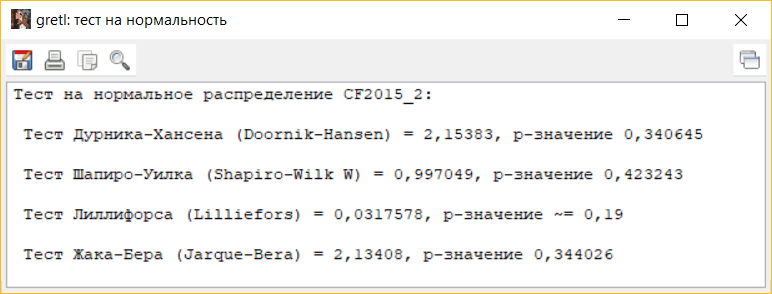 gretl: тест на нормальность
Тест на нормальное распределение CF2015_2:
Тест Дурника-Хансена (Doornik-Hansen) = 2,15383, р-значение 0,340645
Тест Шапиро-Уилка (Shapiro-Wilk W) = 0,997049, р-значение 0,423243
Тест Лиллифорса (Lilliefors) = 0,0317578, р-значение ~= 0,19
Тест Жака-Бера (Jarque-Bera) = 2,13408, р-значение 0,344026